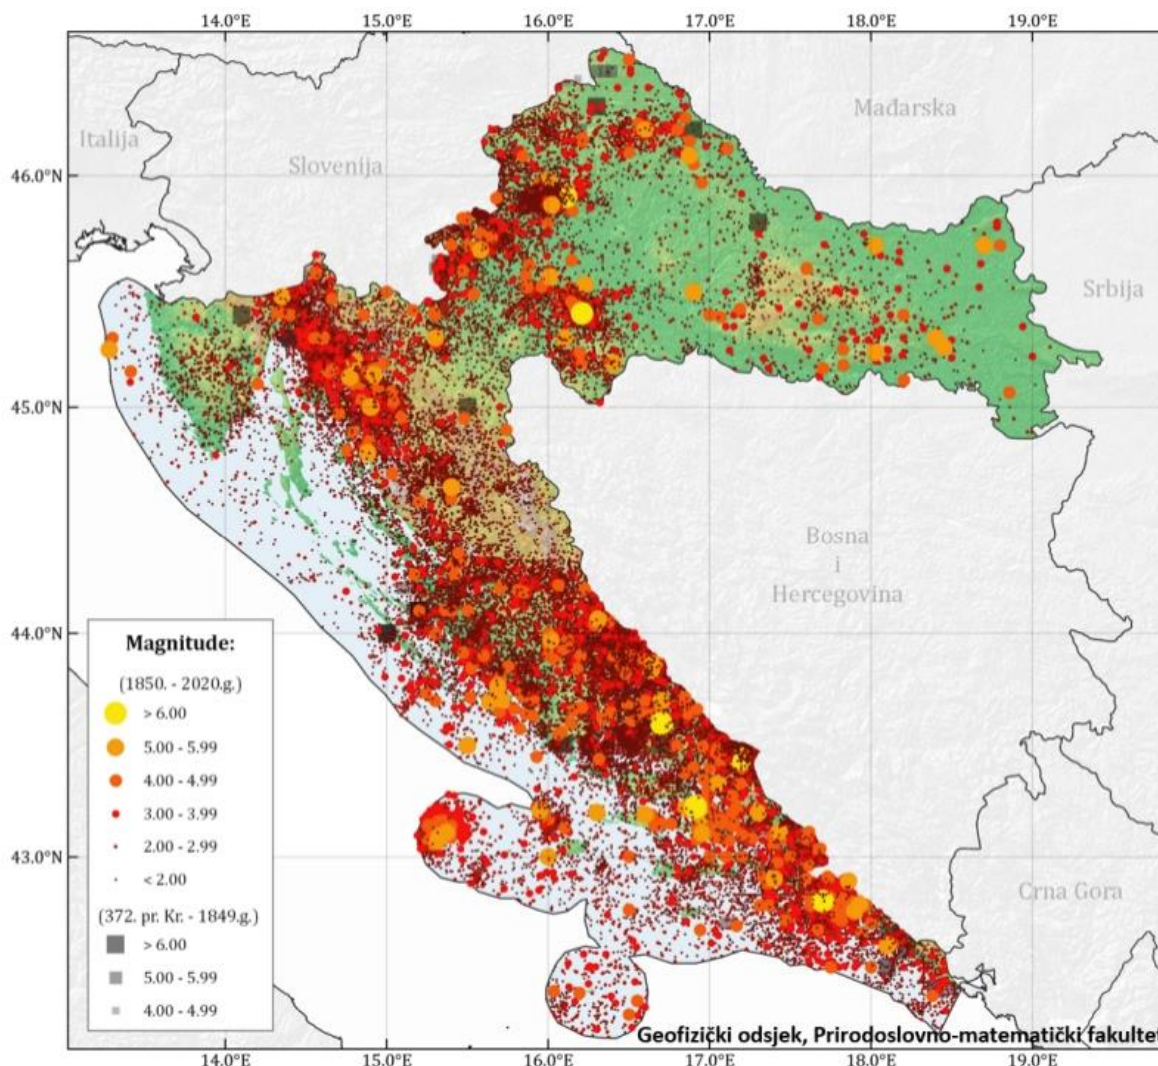 14.0°E 15.0°E 16.0°E 17.0°E 18.0°E 19.0°E
Mađarska
Italija
Slovenija
46.0°N
Srbija
45.0°N
Bosna
i
Hercegovina
44.0°N
Magnitude:
(1850. - 2020.g.)
> 6.00
5.00 - 5.99
4.00 - 4.99
3.00 - 3.99
2.00 - 2.99
< 2.00
43.0°N
Crna Gora
(372. pr. Kr. - 1849.g.)
> 6.00
5.00 - 5.99
4.00 - 4.99
Geofizički odsjek, Prirodoslovno-matematički fakultet
14.0°E 15.0°E 16.0°E 17.0°E 18.0°E 19.0°E